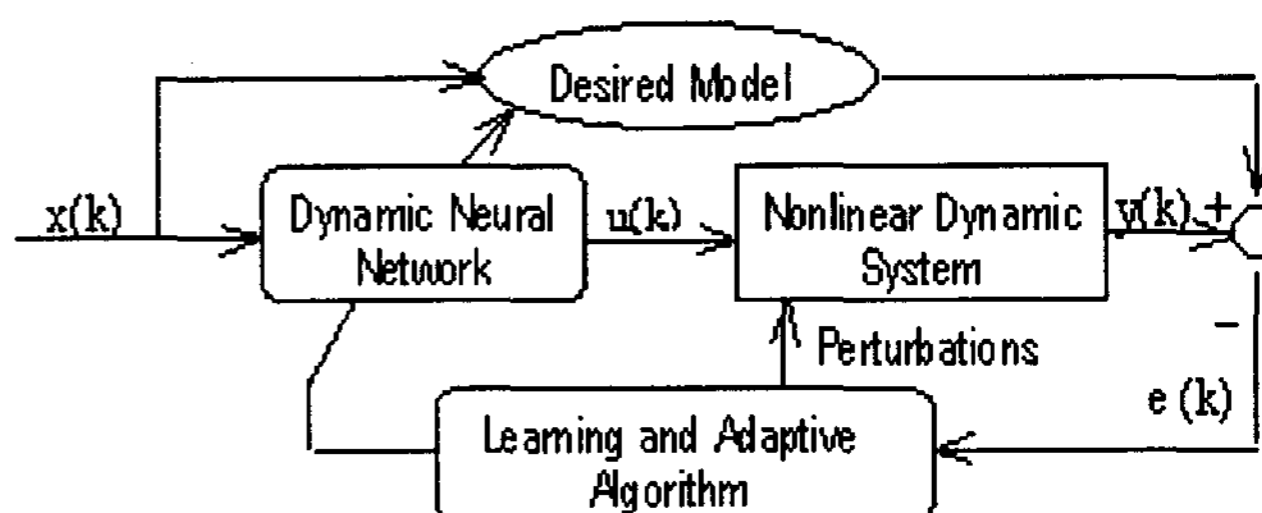 Desired Model
x(k)
Dynamic Neural
Network
u(k)
Nonlinear Dynamic
System
y(k) +
−
Perturbations
e (k)
Learning and Adaptive
Algorithm